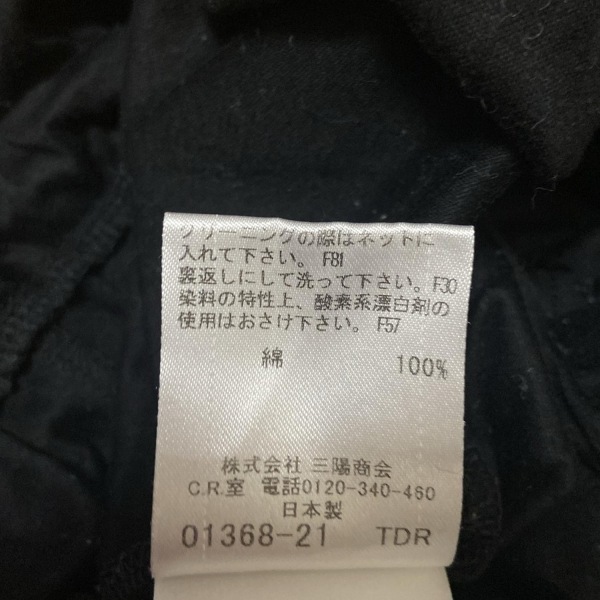 クリーニングの際はネットに
入れて下さい。 F81
裏返しにして洗って下さい。F30
染料の特性上、酸素系漂白剤の
使用はおさけ下さい。 F57
綿 100%
株式会社 三陽商会
C.R.室 電話0120-340-460
日本製
01368-21 TDR